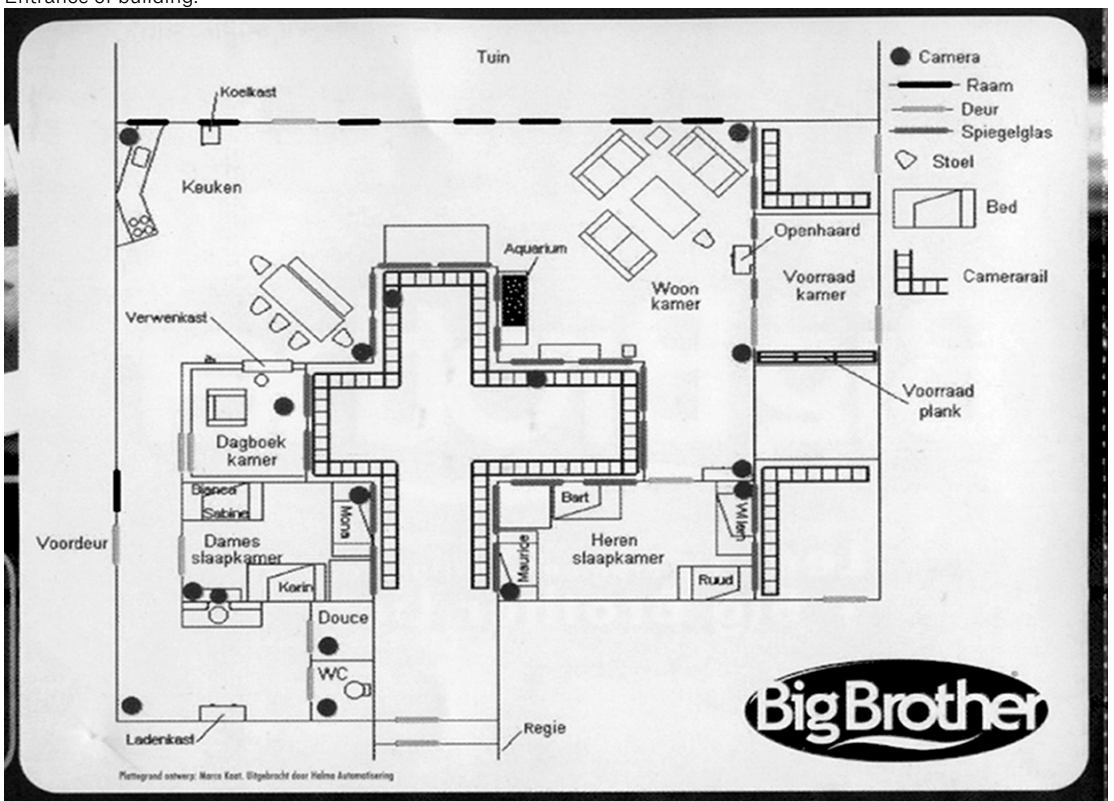 Entrance of building.
Tuin
Camera
Raam
Deur
Spiegelglas
Stoel
Bed
Camerarail
Koelkast
Keuken
Openhaard
Aquarium
Voorraad
kamer
Woon
kamer
Verwenkast
Voorraad
plank
Dagboek
kamer
Bianca
Sabine
Mona
Bart
Willem
Voordeur
Dames
slaapkamer
Heren
slaapkamer
Maurice
Karin
Ruud
Douce
WC
Ladenkast
Regie
Big Brother
Plattegrond ontwerp: Marco Kaat. Uitgebracht door Halma Automatisering